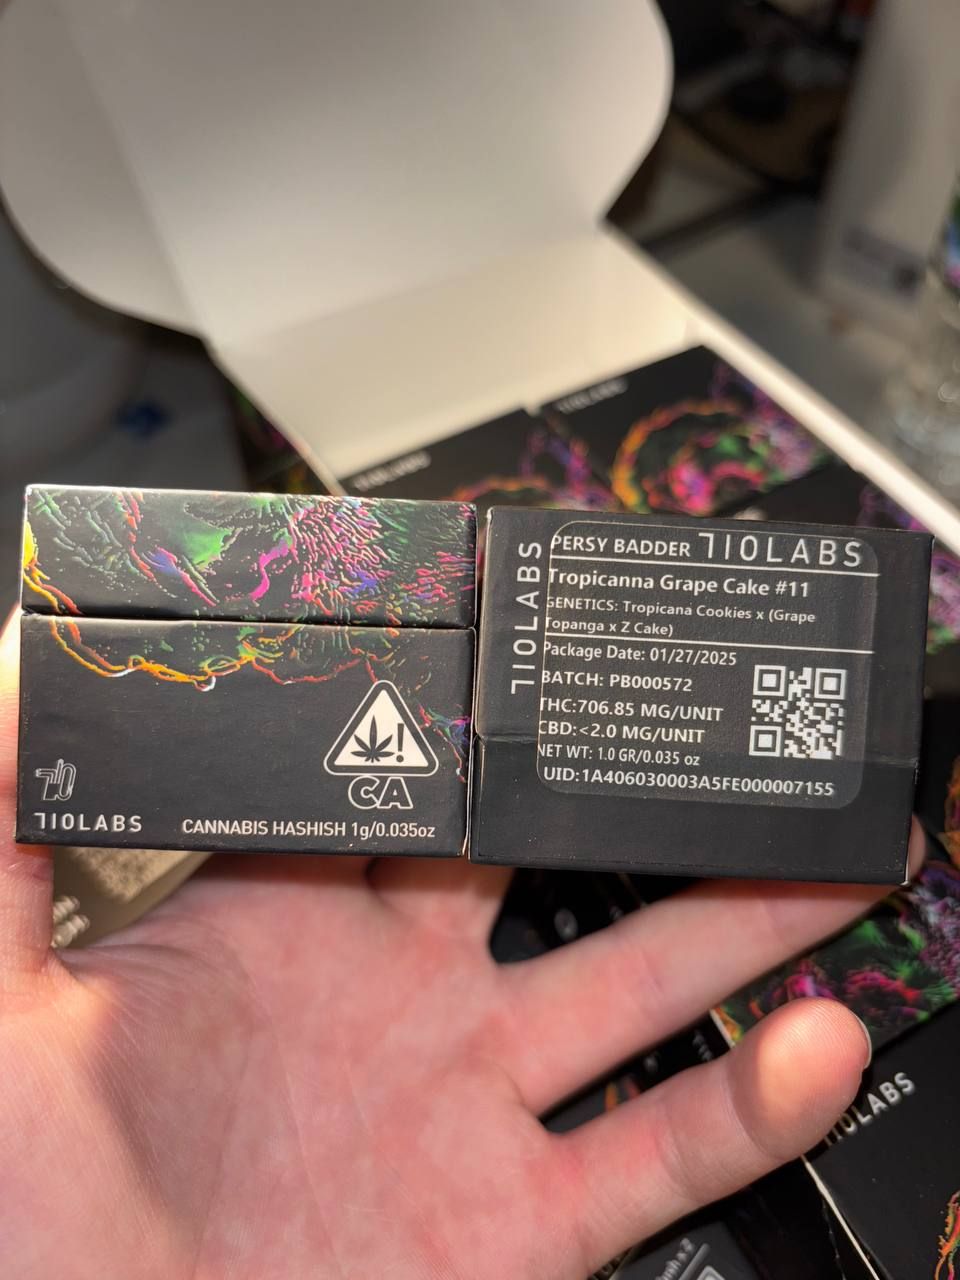 CA
710LABS
CANNABIS HASHISH 1g/0.035oz
710LABS
PERSY BADDER 710LABS
Tropicanna Grape Cake #11
GENETICS: Tropicana Cookies x (Grape
Topanga x Z Cake)
Package Date: 01/27/2025
BATCH: PB000572
THC:706.85 MG/UNIT
CBD:<2.0 MG/UNIT
NET WT: 1.0 GR/0.035 oz
UID:1A406030003A5FE000007155
710LABS